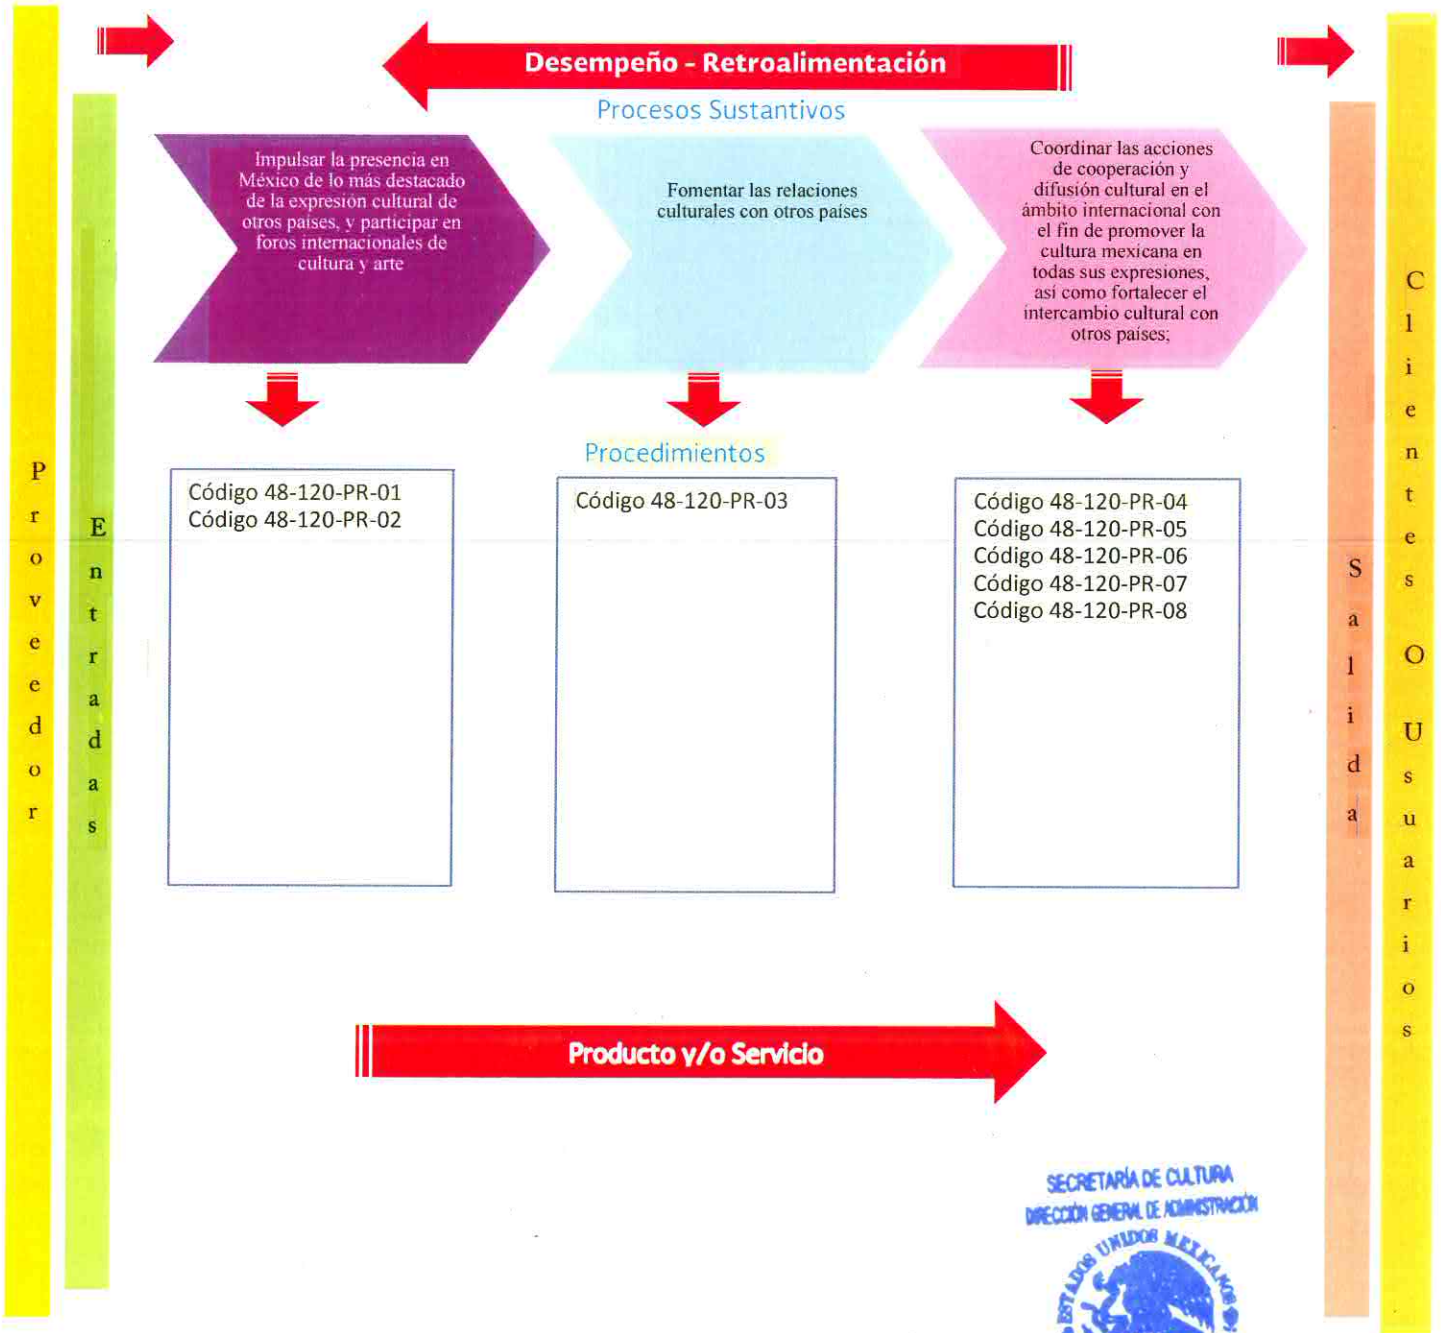 Desempeño - Retroalimentación
Procesos Sustantivos
Impulsar la presencia en
México de lo más destacado
de la expresión cultural de
otros países, y participar en
foros internacionales de
cultura y arte
Fomentar las relaciones
culturales con otros países
Coordinar las acciones
de cooperación y
difusión cultural en el
ámbito internacional con
el fin de promover la
cultura mexicana en
todas sus expresiones,
así como fortalecer el
intercambio cultural con
otros países;
Procedimientos
Código 48-120-PR-01
Código 48-120-PR-02
Código 48-120-PR-03
Código 48-120-PR-04
Código 48-120-PR-05
Código 48-120-PR-06
Código 48-120-PR-07
Código 48-120-PR-08
Proveedor
Entradas
Salida
Clientes O Usuarios
Producto y/o Servicio
SECRETARÍA DE CULTURA
DIRECCIÓN GENERAL DE ADMINISTRACIÓN
ESTADOS UNIDOS MEXICANOS